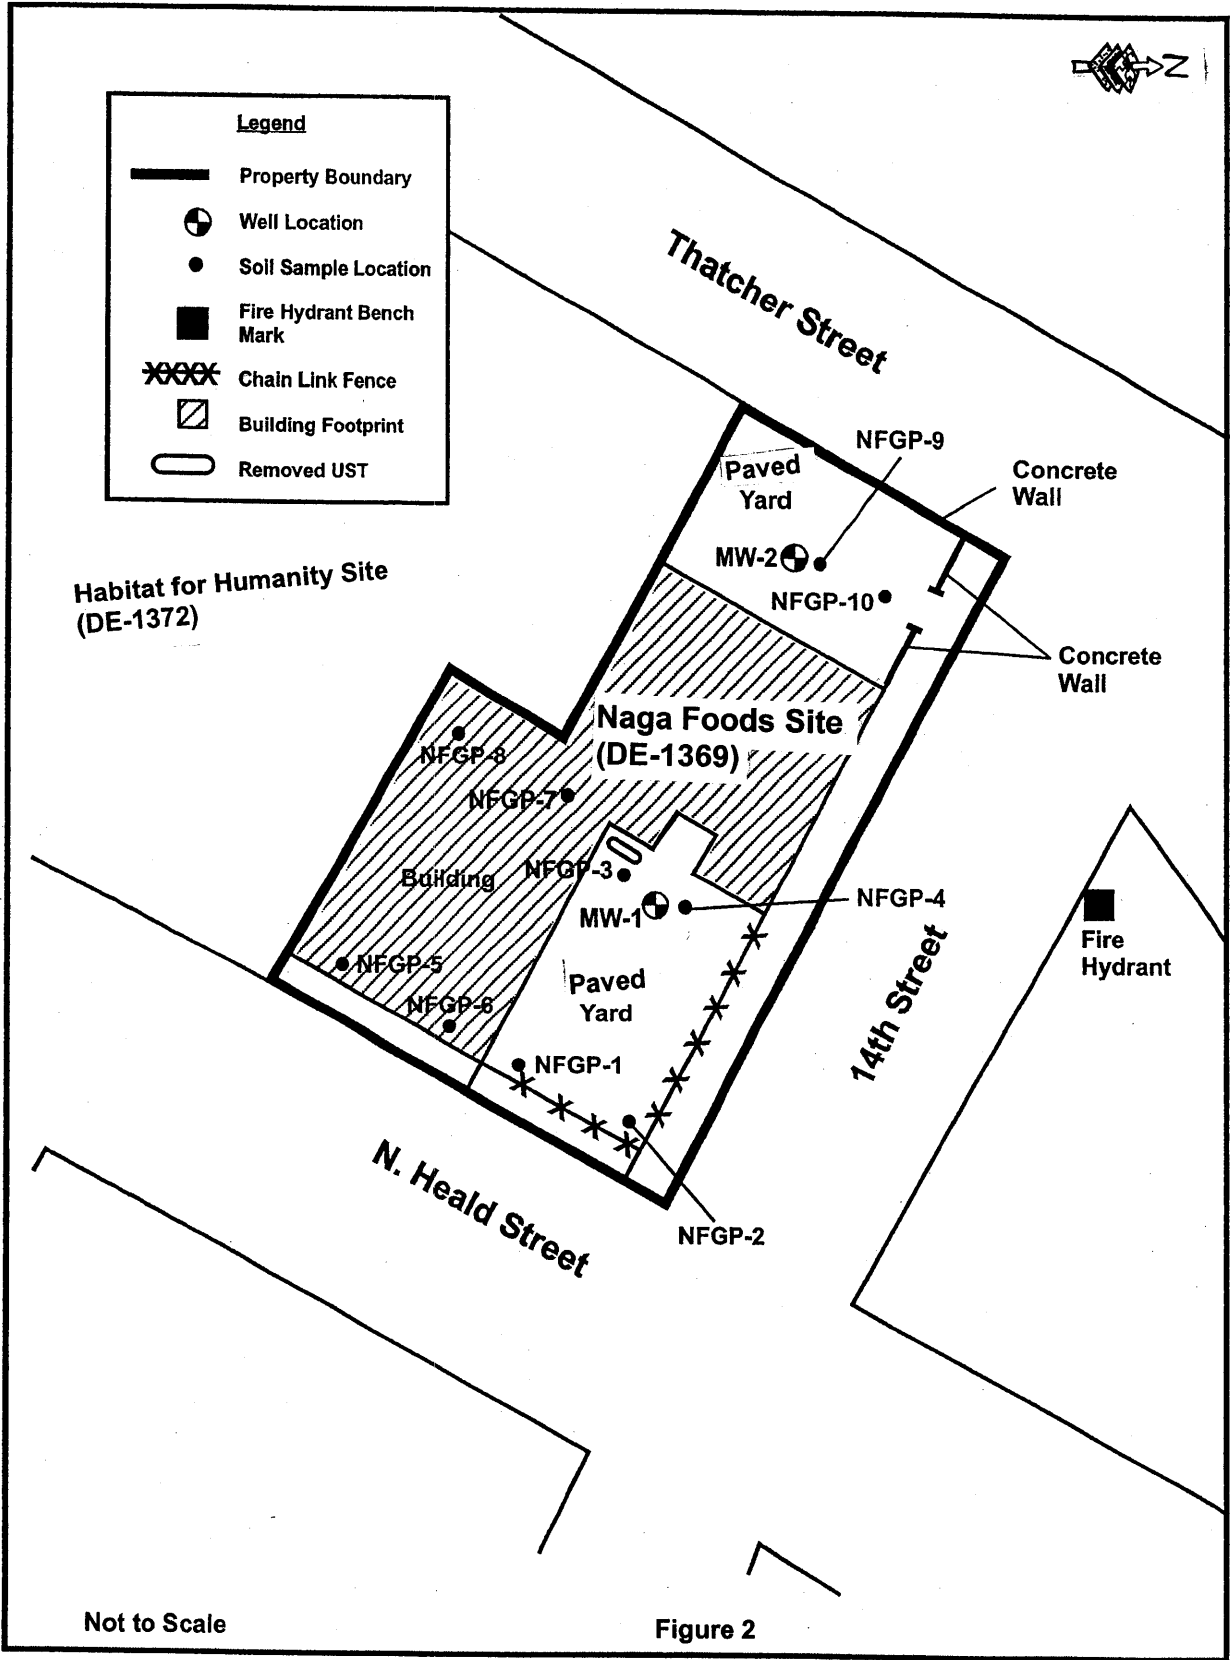 N
Legend
Property Boundary
Well Location
Soil Sample Location
Fire Hydrant Bench
Mark
Chain Link Fence
Building Footprint
Removed UST
Thatcher Street
NFGP-9
Paved
Yard
Concrete
Wall
MW-2
NFGP-10
Habitat for Humanity Site
(DE-1372)
Concrete
Wall
Naga Foods Site
(DE-1369)
NFGP-8
NFGP-7
NFGP-3
Building
NFGP-4
MW-1
Fire
Hydrant
NFGP-5
Paved
Yard
NFGP-6
14th Street
NFGP-1
N. Heald Street
NFGP-2
Not to Scale
Figure 2